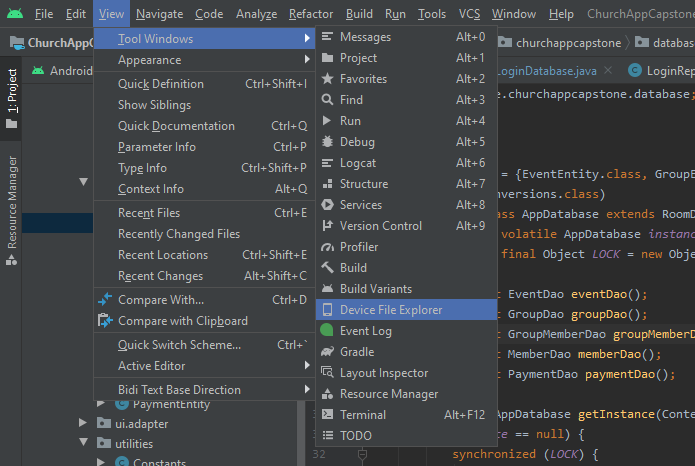 File Edit View Navigate Code Analyze Refactor Build Run Tools VCS Window Help ChurchAppCapstone
ChurchAppCapstone
churchappcapstone
databas
1: Project
Resource Manager
Android
Tool Windows
Appearance
Quick Definition Ctrl+Shift+I
Show Siblings
Quick Documentation Ctrl+Q
Parameter Info Ctrl+P
Type Info Ctrl+Shift+P
Context Info Alt+Q
Recent Files Ctrl+E
Recently Changed Files
Recent Locations Ctrl+Shift+E
Recent Changes Alt+Shift+C
Compare With... Ctrl+D
Compare with Clipboard
Quick Switch Scheme... Ctrl+`
Active Editor
Bidi Text Base Direction
PaymentEntity
ui.adapter
utilities
Constants
Messages Alt+0
Project Alt+1
Favorites Alt+2
Find Alt+3
Run Alt+4
Debug Alt+5
Logcat Alt+6
Structure Alt+7
Services Alt+8
Version Control Alt+9
Profiler
Build
Build Variants
Device File Explorer
Event Log
Gradle
Layout Inspector
Resource Manager
Terminal Alt+F12
TODO
LoginDatabase.java LoginRep
e.churchappcapstone.database;
= {EventEntity.class, GroupE
nversions.class)
ass AppDatabase extends RoomD
volatile AppDatabase instanc
final Object LOCK = new Objec
t EventDao eventDao();
t GroupDao groupDao();
t GroupMemberDao groupMemberD
t MemberDao memberDao();
t PaymentDao paymentDao();
AppDatabase getInstance(Conte
ce == null) {
32 synchronized (LOCK) {